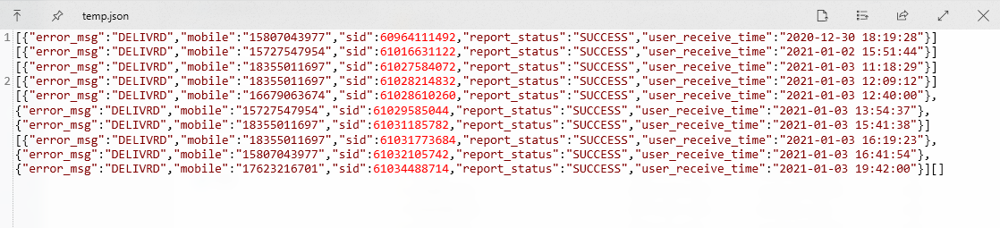 temp.json
1 [{"error_msg":"DELIVRD","mobile":"15807043977","sid":60964111492,"report_status":"SUCCESS","user_receive_time":"2020-12-30 18:19:28"}]
[{"error_msg":"DELIVRD","mobile":"15727547954","sid":61016631122,"report_status":"SUCCESS","user_receive_time":"2021-01-02 15:51:44"}]
[{"error_msg":"DELIVRD","mobile":"18355011697","sid":61027584072,"report_status":"SUCCESS","user_receive_time":"2021-01-03 11:18:29"}]
2 [{"error_msg":"DELIVRD","mobile":"18355011697","sid":61028214832,"report_status":"SUCCESS","user_receive_time":"2021-01-03 12:09:12"}]
[{"error_msg":"DELIVRD","mobile":"16679063674","sid":61028610260,"report_status":"SUCCESS","user_receive_time":"2021-01-03 12:40:00"},
{"error_msg":"DELIVRD","mobile":"15727547954","sid":61029585044,"report_status":"SUCCESS","user_receive_time":"2021-01-03 13:54:37"},
{"error_msg":"DELIVRD","mobile":"18355011697","sid":61031185782,"report_status":"SUCCESS","user_receive_time":"2021-01-03 15:41:38"}]
[{"error_msg":"DELIVRD","mobile":"18355011697","sid":61031773684,"report_status":"SUCCESS","user_receive_time":"2021-01-03 16:19:23"},
{"error_msg":"DELIVRD","mobile":"15807043977","sid":61032105742,"report_status":"SUCCESS","user_receive_time":"2021-01-03 16:41:54"},
{"error_msg":"DELIVRD","mobile":"17623216701","sid":61034488714,"report_status":"SUCCESS","user_receive_time":"2021-01-03 19:42:00"}][]